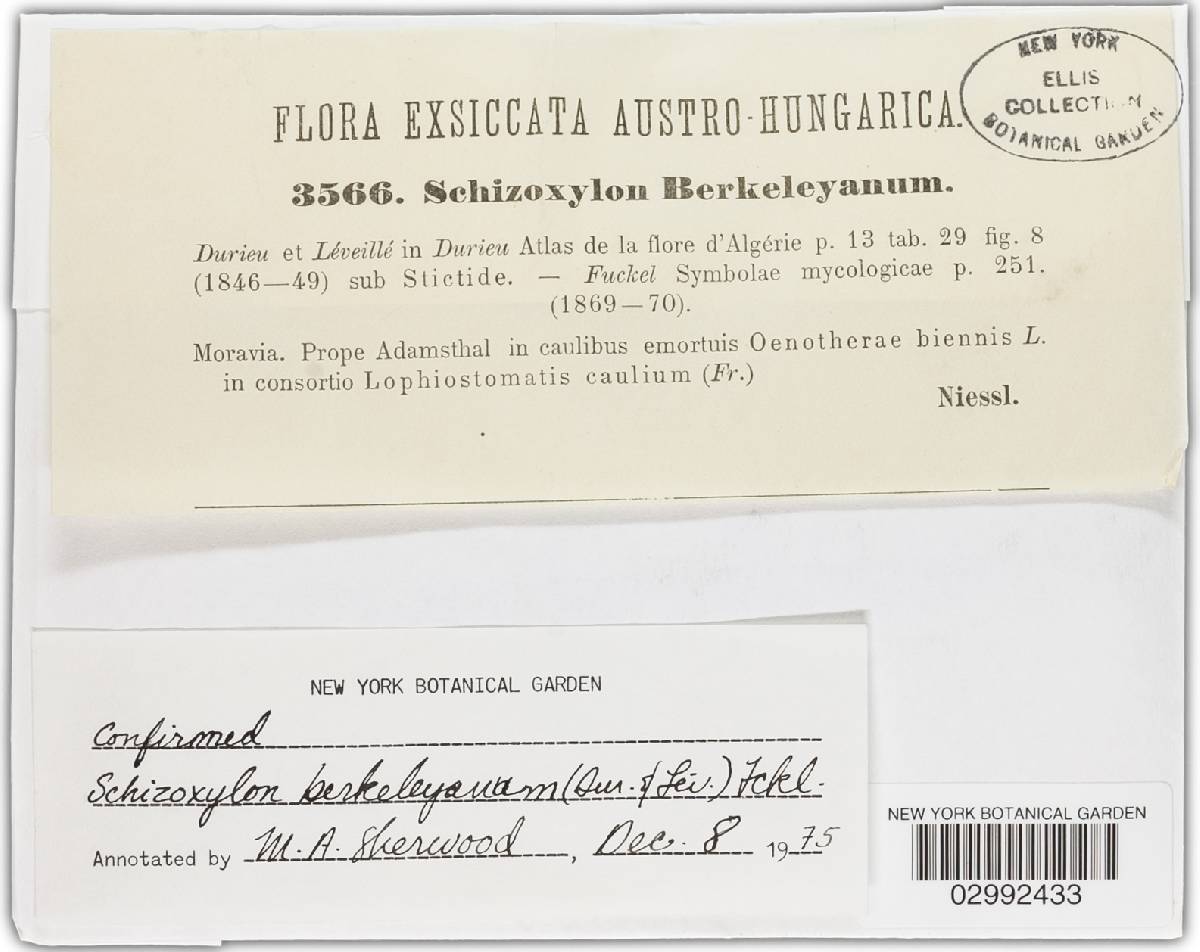 NEW YORK
ELLIS
COLLECTION
BOTANICAL GARDEN
FLORA EXSICCATA AUSTRO-HUNGARICA.
3566. Schizoxylon Berkeleyanum.
Durieu et Léveillé in Durieu Atlas de la flore d'Algérie p. 13 tab. 29 fig. 8
(1846—49) sub Stictide. — Fuckel Symbolae mycologicae p. 251.
(1869—70).
Moravia. Prope Adamsthal in caulibus emortuis Oenotherae biennis L.
in consortio Lophiostomatis caulium (Fr.)
Niessl.
NEW YORK BOTANICAL GARDEN
Confirmed
Schizoxylon berkeleyanam (Dur. & Lév.) Fckl.
Annotated by M. A. Sherwood, Dec. 8 1975
NEW YORK BOTANICAL GARDEN
02992433